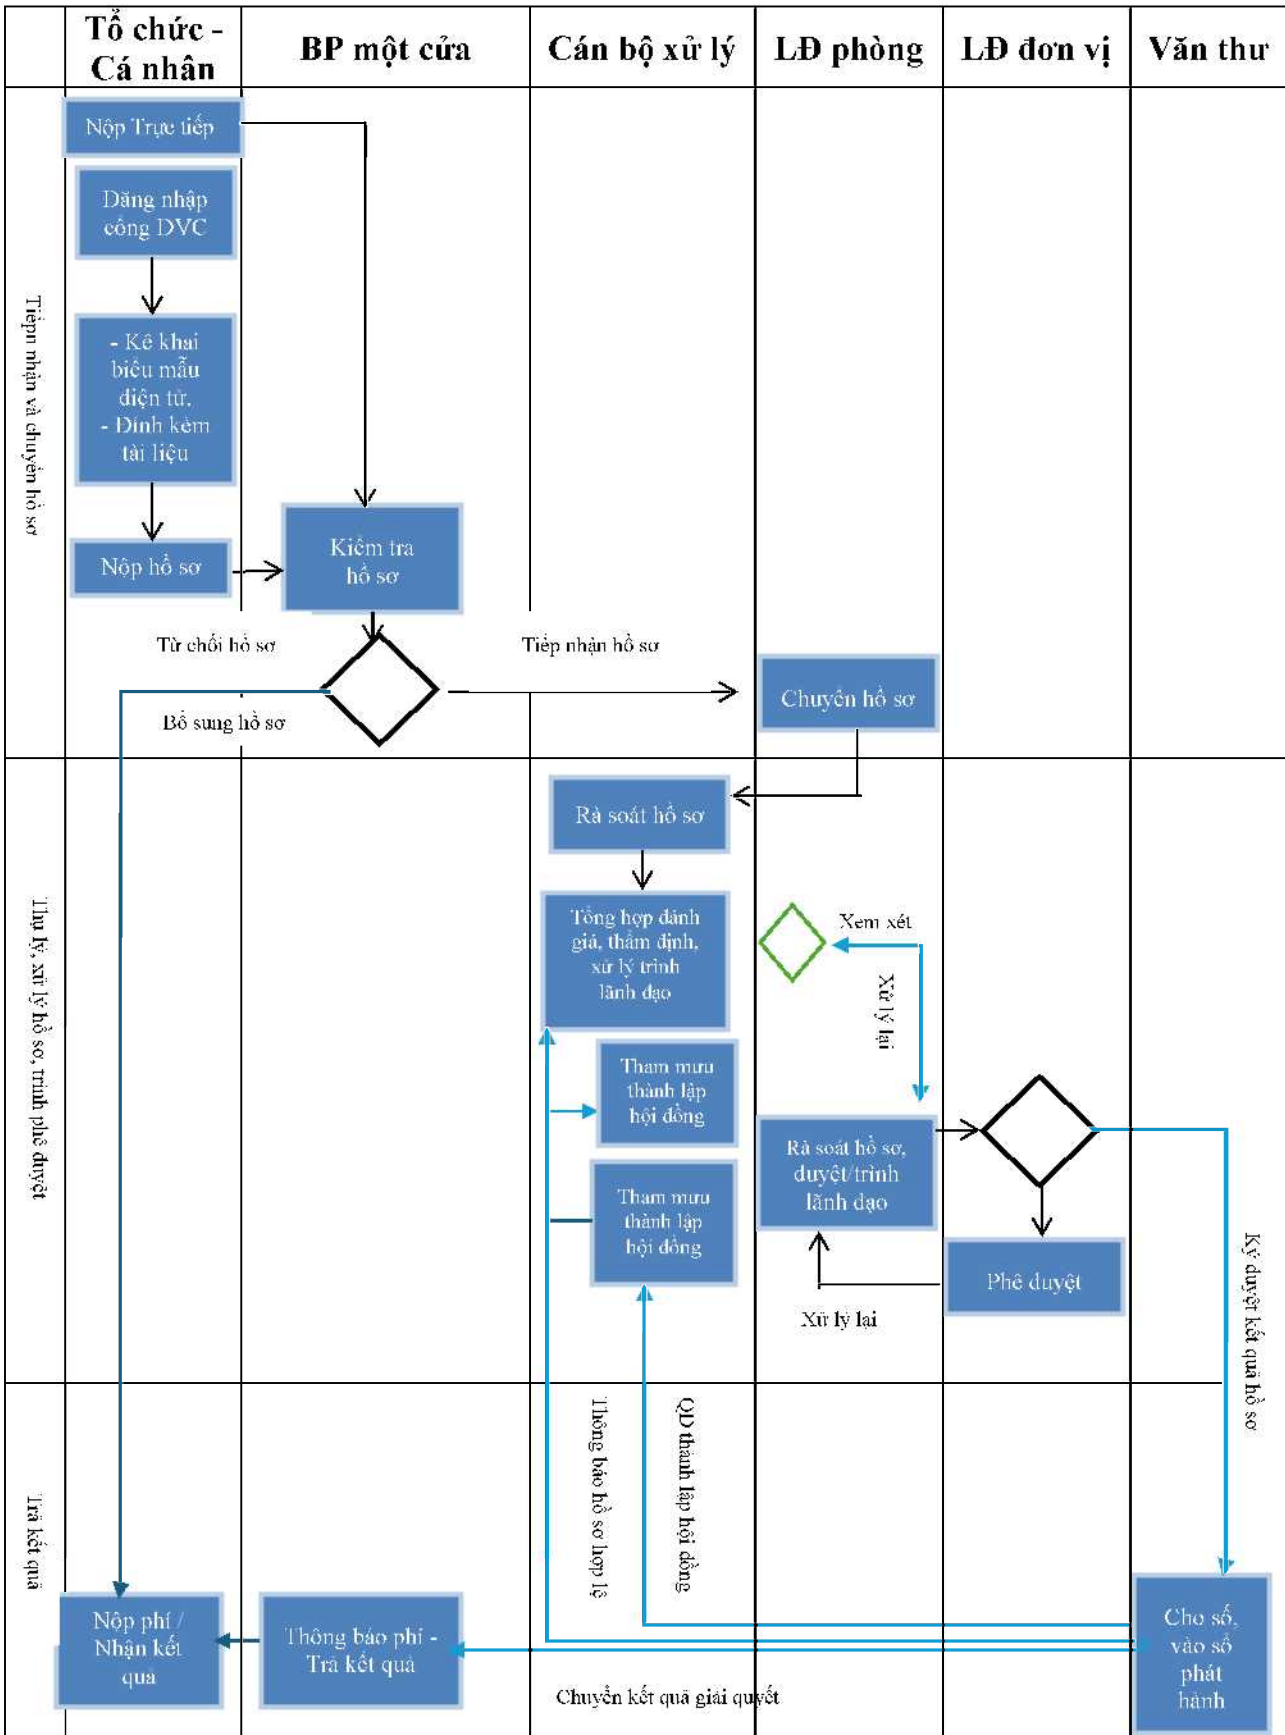 Tổ chức -
Cá nhân
BP một cửa
Cán bộ xử lý
LĐ phòng
LĐ đơn vị
Văn thư
Tiếpn nhận và chuyển hồ sơ
Nộp Trực tiếp
Đăng nhập
cổng DVC
- Kê khai
biểu mẫu
điện tử.
- Đính kèm
tài liệu
Nộp hồ sơ
Kiểm tra
hồ sơ
Từ chối hồ sơ
Tiếp nhận hồ sơ
Bổ sung hồ sơ
Chuyển hồ sơ
Thụ lý, xử lý hồ sơ, trình phê duyệt
Rà soát hồ sơ
Tổng hợp đánh
giá, thẩm định,
xử lý trình
lãnh đạo
Xem xét
Xử lý lại
Tham mưu
thành lập
hội đồng
Tham mưu
thành lập
hội đồng
Rà soát hồ sơ,
duyệt/trình
lãnh đạo
Phê duyệt
Xử lý lại
Ký duyệt kết quả hồ sơ
Trả kết quả
Thông báo hồ sơ hợp lệ
QĐ thành lập hội đồng
Nộp phí /
Nhận kết
quả
Thông báo phí -
Trả kết quả
Cho số,
vào sổ
phát
hành
Chuyển kết quả giải quyết